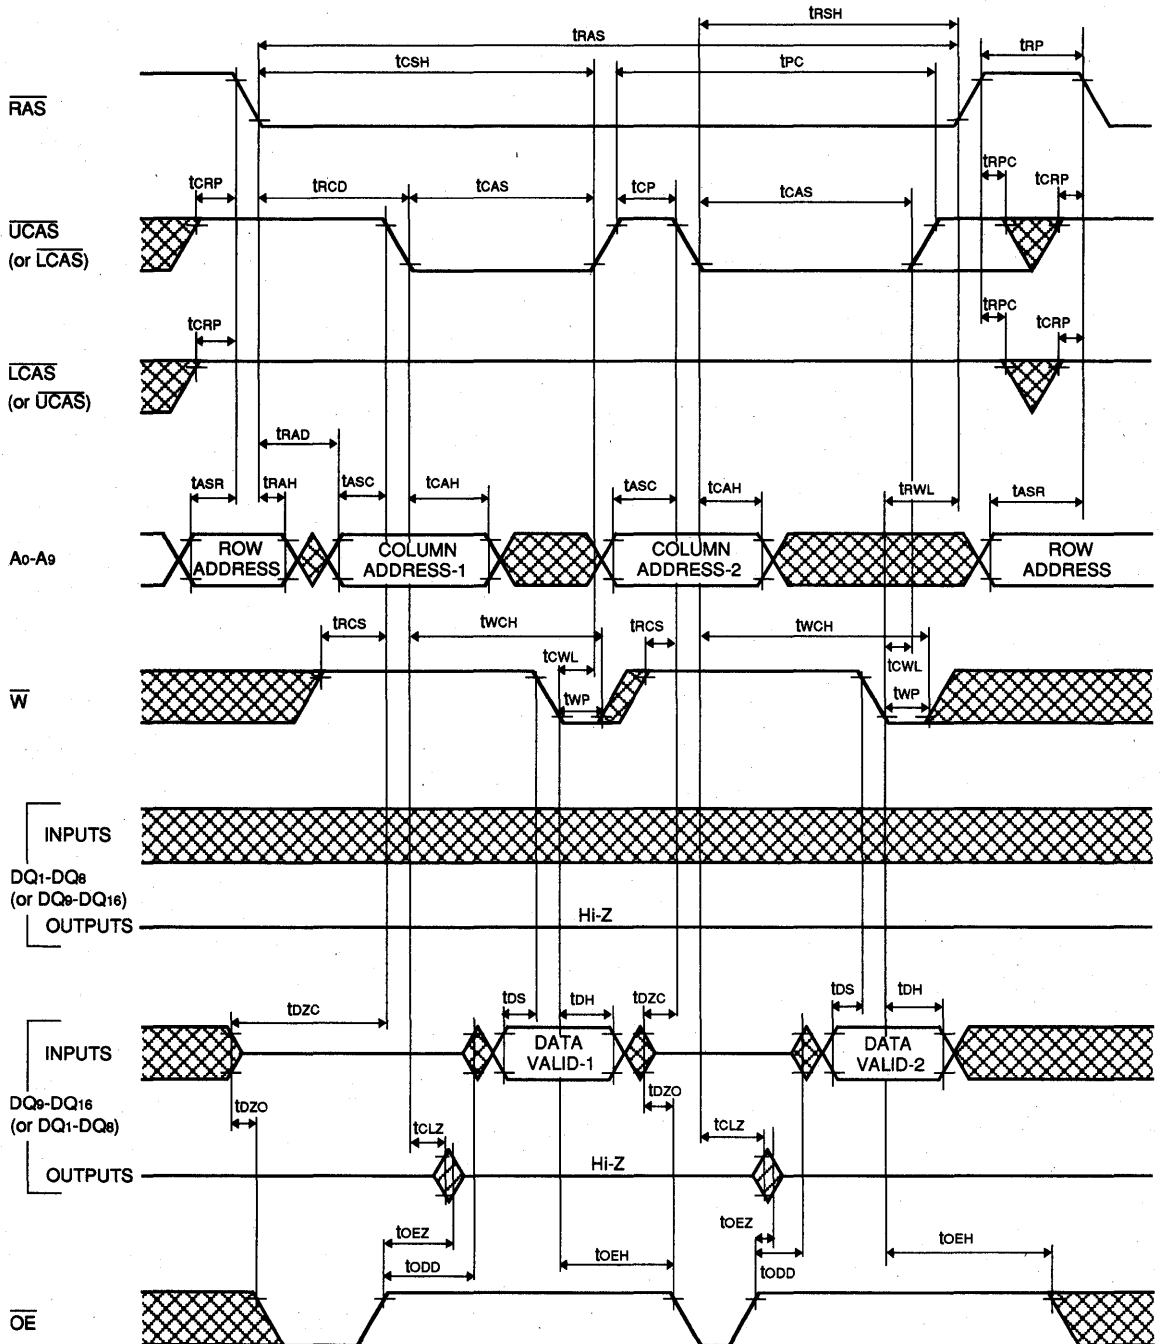 tRSH
tRAS
tRP
tCSH
tPC
RAS
tRPC
tCRP
tRCD
tCAS
tCP
tCAS
tCRP
UCAS
(or LCAS)
tRPC
tCRP
tCRP
LCAS
(or UCAS)
tRAD
tASR
tRAH
tASC
tCAH
tASC
tCAH
tRWL
tASR
A0-A9
ROW ADDRESS
COLUMN ADDRESS-1
COLUMN ADDRESS-2
ROW ADDRESS
tRCS
tWCH
tRCS
tWCH
tCWL
tCWL
tWP
tWP
W
INPUTS
DQ1-DQ8
(or DQ9-DQ16)
OUTPUTS
Hi-Z
tDZC
tDS
tDH
tDZC
tDS
tDH
INPUTS
DATA VALID-1
DATA VALID-2
DQ9-DQ16
(or DQ1-DQ8)
tDZO
tDZO
tCLZ
tCLZ
OUTPUTS
Hi-Z
tOEZ
tOEZ
tOEH
tOEH
tODD
tODD
OE